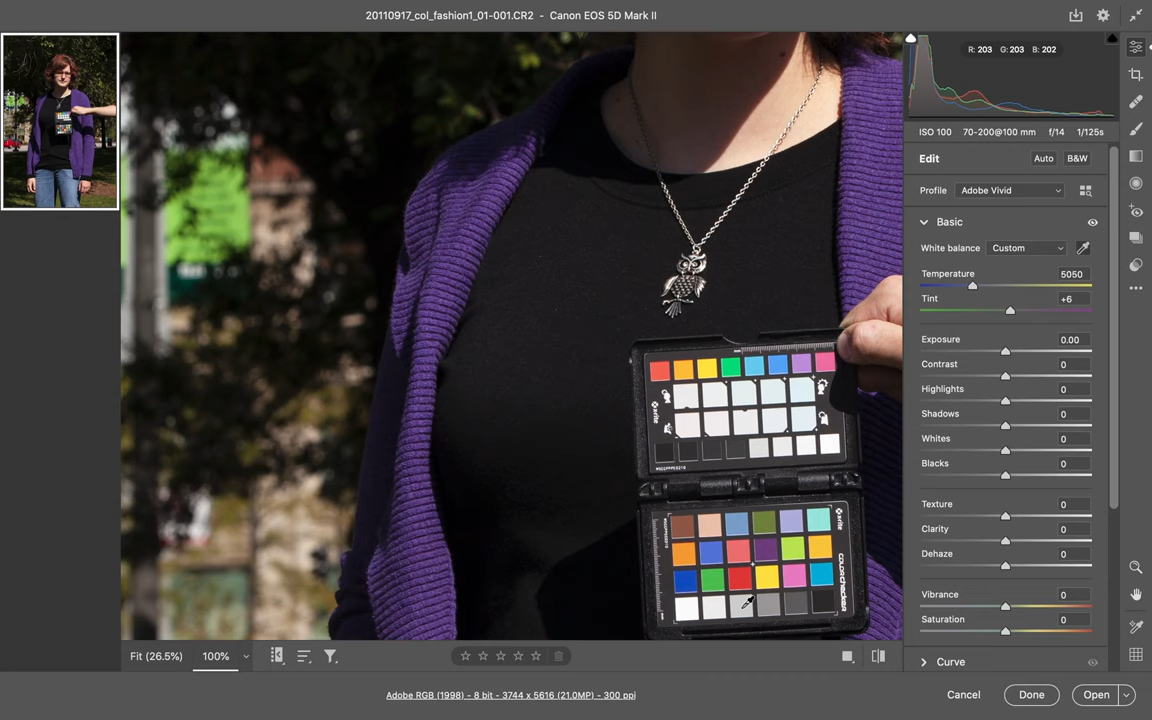 20110917_col_fashion1_01-001.CR2 - Canon EOS 5D Mark II
R: 203 G: 203 B: 202
ISO 100 70-200@100 mm f/14 1/125s
Edit Auto B&W
Profile Adobe Vivid
Basic
White balance Custom
Temperature 5050
Tint +6
Exposure 0.00
Contrast 0
Highlights 0
Shadows 0
Whites 0
Blacks 0
Texture 0
Clarity 0
Dehaze 0
Vibrance 0
Saturation 0
Curve
x-rite
x-rite
colorchecker
Fit (26.5%) 100%
Adobe RGB (1998) - 8 bit - 3744 x 5616 (21.0MP) - 300 ppi
Cancel Done Open